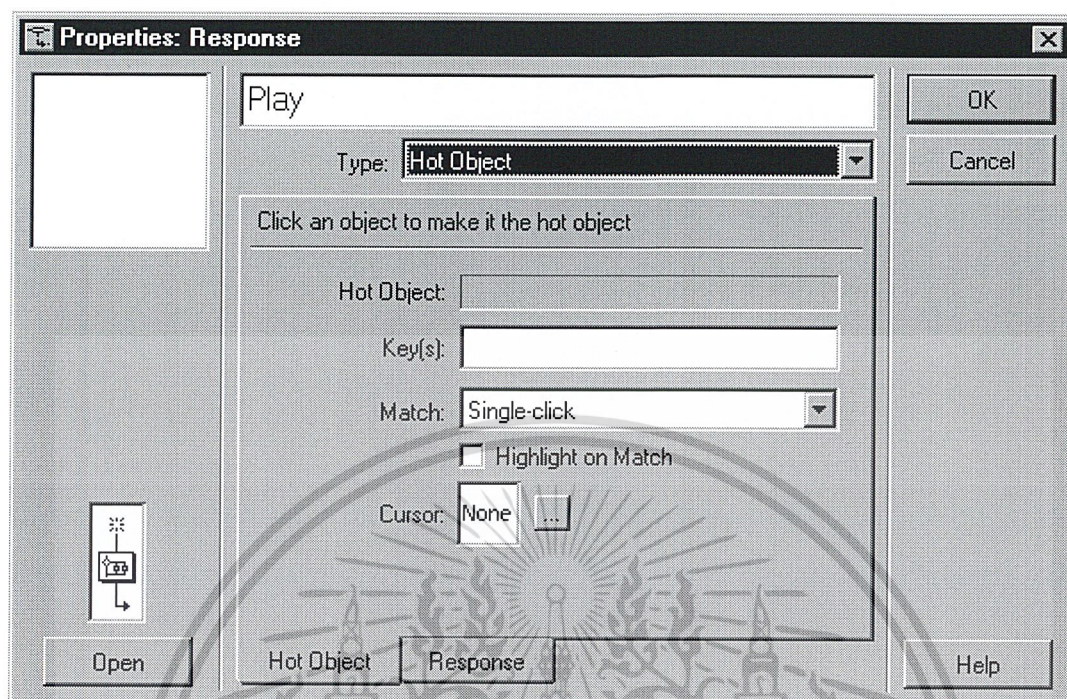 Properties: Response
Play
OK
Type: Hot Object
Cancel
Click an object to make it the hot object
Hot Object:
Key(s):
Match: Single-click
Highlight on Match
Cursor: None ...
Open
Hot Object Response
Help